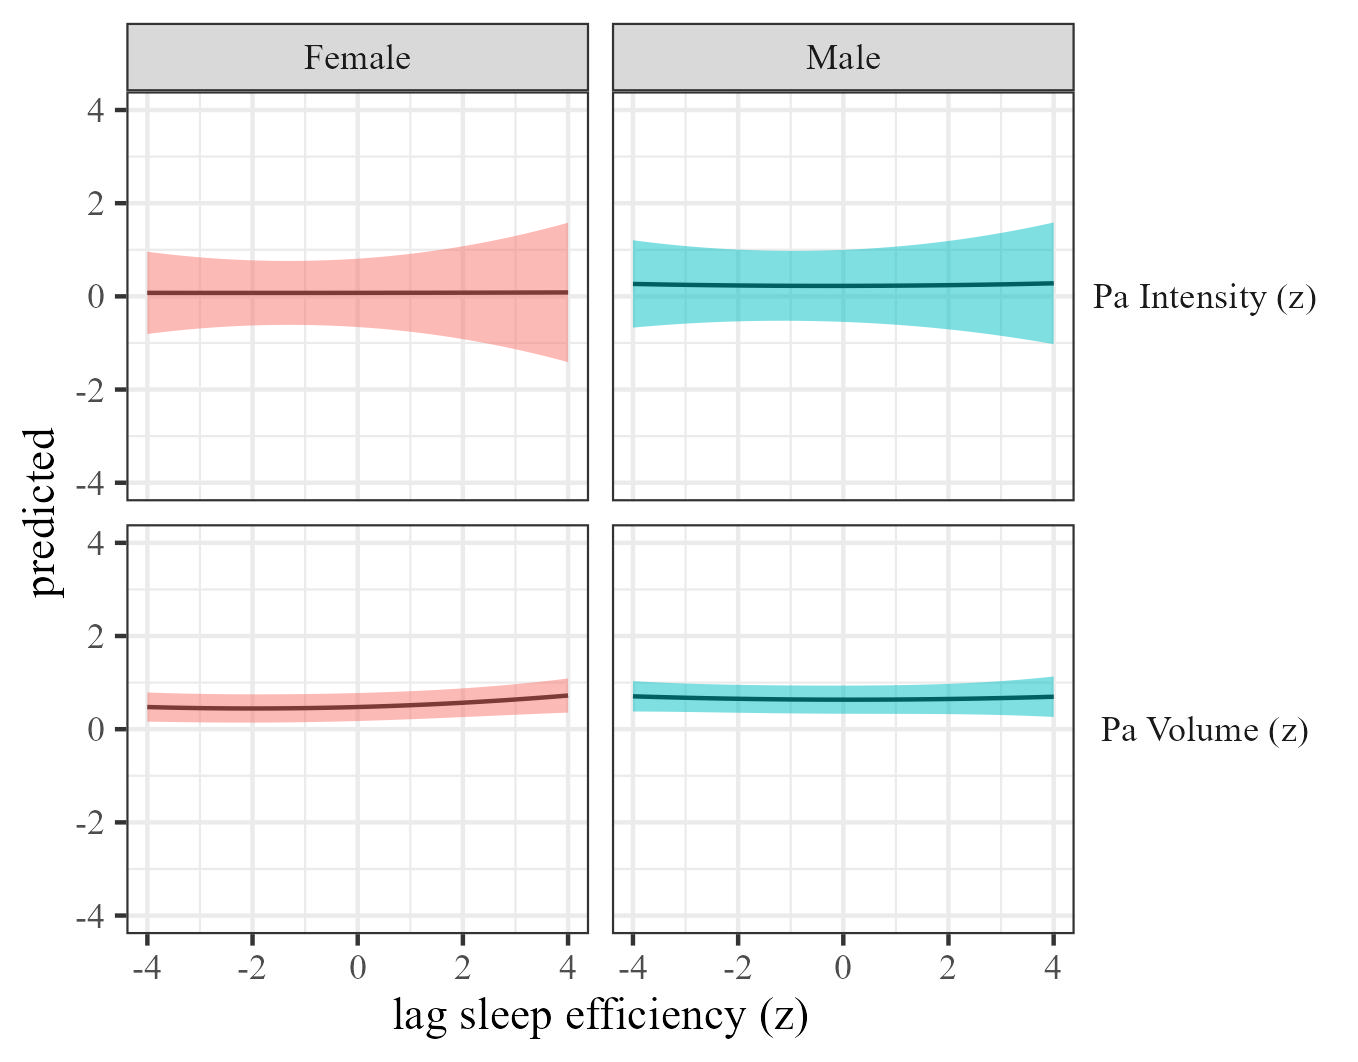 Female
Male
4
2
0
-2
-4
Pa Intensity (z)
predicted
4
2
0
-2
-4
Pa Volume (z)
-4 -2 0 2 4
-4 -2 0 2 4
lag sleep efficiency (z)